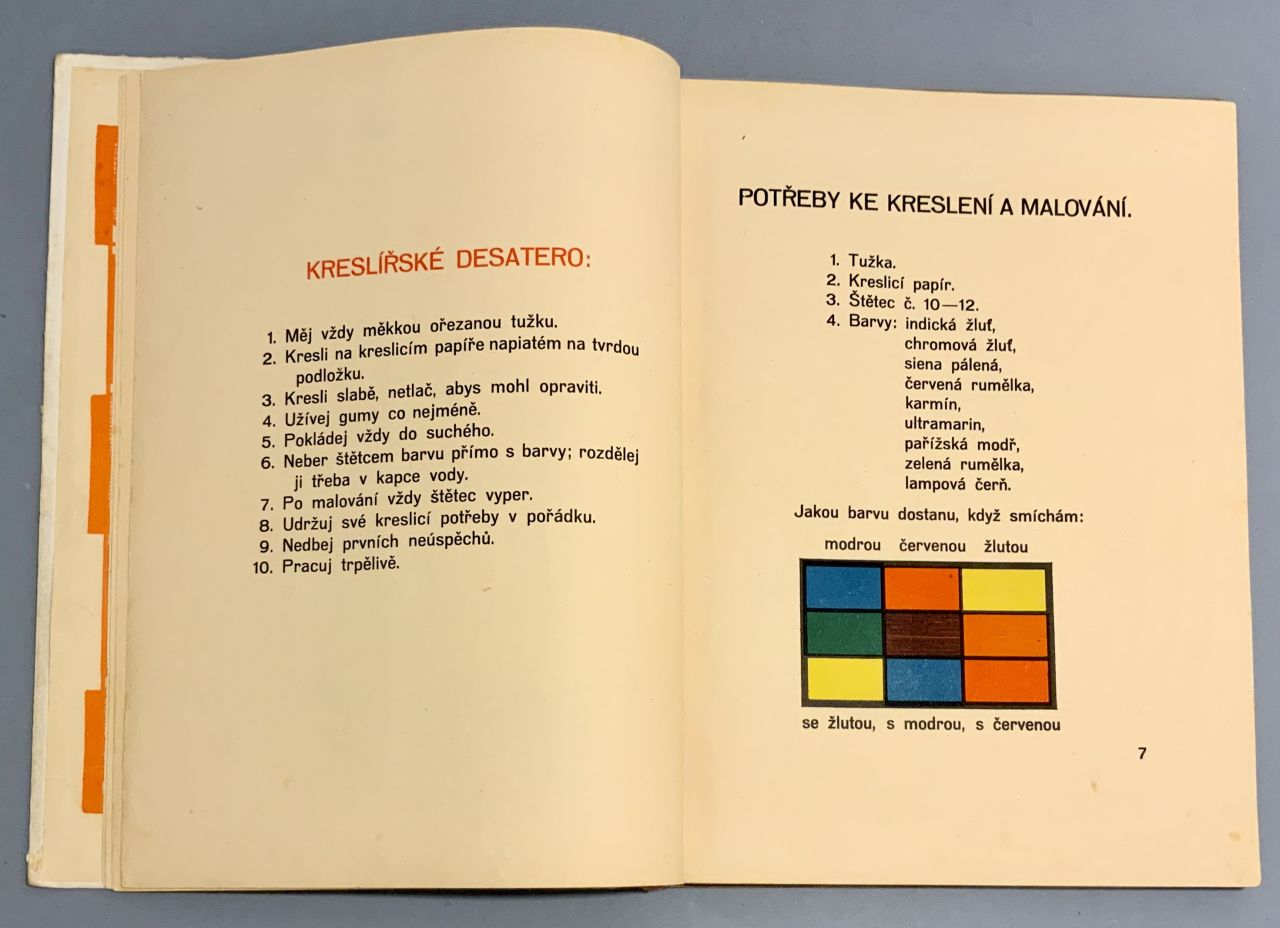 KRESLÍŘSKÉ DESATERO:
1. Měj vždy měkkou ořezanou tužku.
2. Kresli na kreslicím papíře napiatém na tvrdou
podložku.
3. Kresli slabě, netlač, abys mohl opraviti.
4. Užívej gumy co nejméně.
5. Pokládej vždy do suchého.
6. Neber štětcem barvu přímo s barvy; rozdělej
ji třeba v kapce vody.
7. Po malování vždy štětec vyper.
8. Udržuj své kreslicí potřeby v pořádku.
9. Nedbej prvních neúspěchů.
10. Pracuj trpělivě.
POTŘEBY KE KRESLENÍ A MALOVÁNÍ.
1. Tužka.
2. Kreslicí papír.
3. Štětec č. 10—12.
4. Barvy: indická žluť,
chromová žluť,
siena pálená,
červená rumělka,
karmín,
ultramarin,
pařížská modř,
zelená rumělka,
lampová čerň.
Jakou barvu dostanu, když smíchám:
modrou červenou žlutou
se žlutou, s modrou, s červenou
7